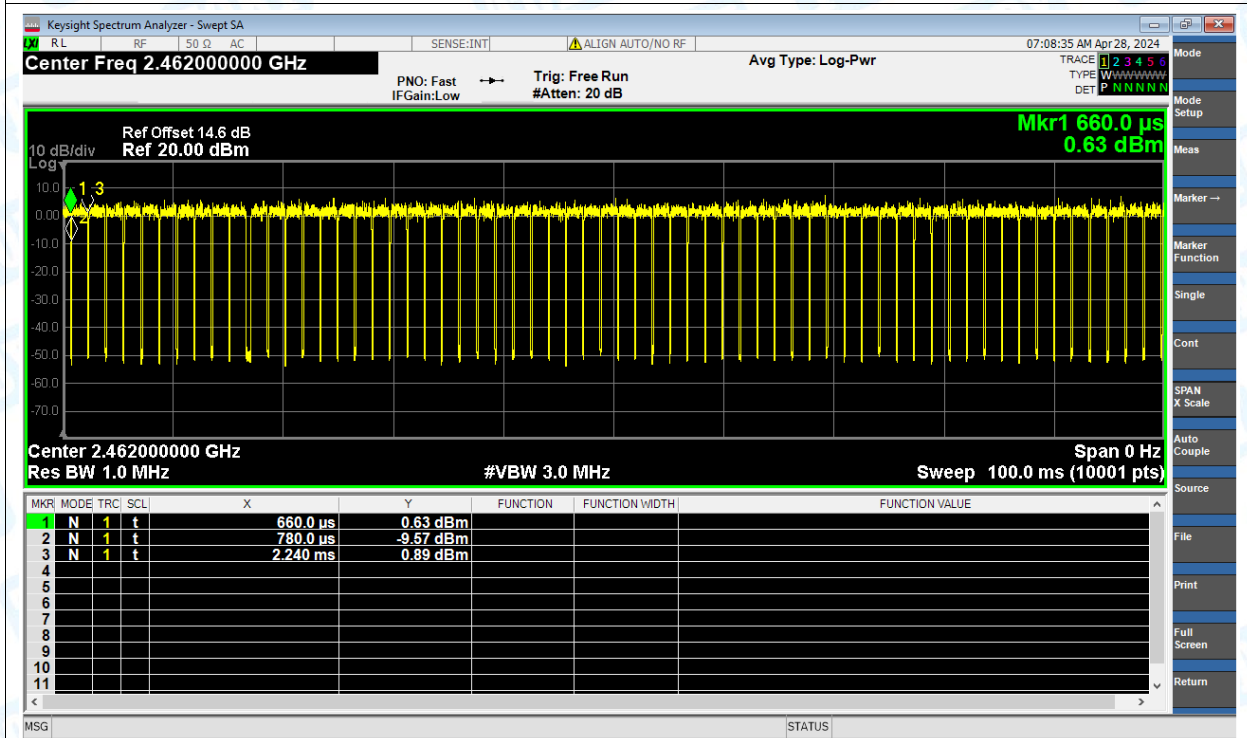 Keysight Spectrum Analyzer - Swept SA
LXI RL RF 50 Ω AC SENSE:INT ALIGN AUTO/NO RF 07:08:35 AM Apr 28, 2024
Center Freq 2.462000000 GHz
PNO: Fast
IFGain:Low
Trig: Free Run
#Atten: 20 dB
Avg Type: Log-Pwr
TRACE 1 2 3 4 5 6
TYPE WWWWWW
DET P N N N N N
Ref Offset 14.6 dB
10 dB/div Ref 20.00 dBm
Log
Mkr1 660.0 µs
0.63 dBm
10.0
0.00
-10.0
-20.0
-30.0
-40.0
-50.0
-60.0
-70.0
1 3
2
Center 2.462000000 GHz Span 0 Hz
Res BW 1.0 MHz #VBW 3.0 MHz Sweep 100.0 ms (10001 pts)
MKR MODE TRC SCL X Y FUNCTION FUNCTION WIDTH FUNCTION VALUE
1 N 1 t 660.0 µs 0.63 dBm
2 N 1 t 780.0 µs -9.57 dBm
3 N 1 t 2.240 ms 0.89 dBm
4
5
6
7
8
9
10
11
MSG STATUS
Mode
Mode
Setup
Meas
Marker →
Marker
Function
Single
Cont
SPAN
X Scale
Auto
Couple
Source
File
Print
Full
Screen
Return